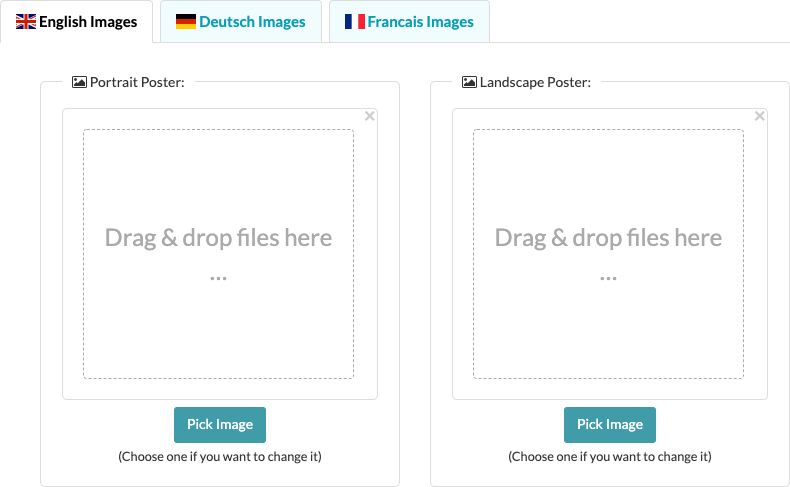 English Images
Deutsch Images
Francais Images
Portrait Poster:
×
Drag & drop files here
...
Pick Image
(Choose one if you want to change it)
Landscape Poster:
×
Drag & drop files here
...
Pick Image
(Choose one if you want to change it)